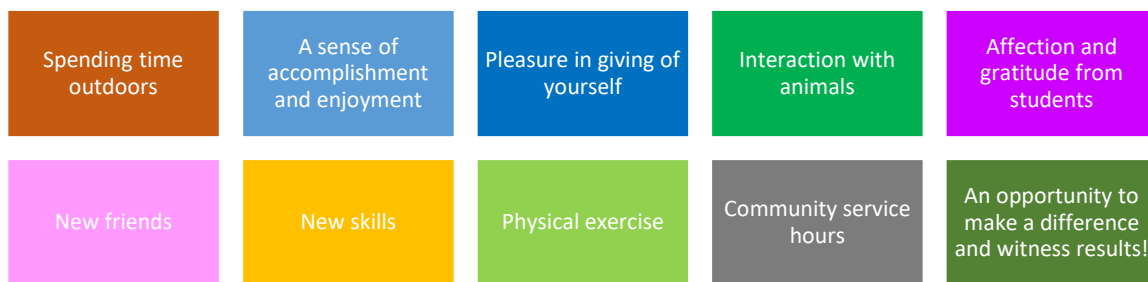 Spending time
outdoors
A sense of
accomplishment
and enjoyment
Pleasure in giving of
yourself
Interaction with
animals
Affection and
gratitude from
students
New friends
New skills
Physical exercise
Community service
hours
An opportunity to
make a difference
and witness results!